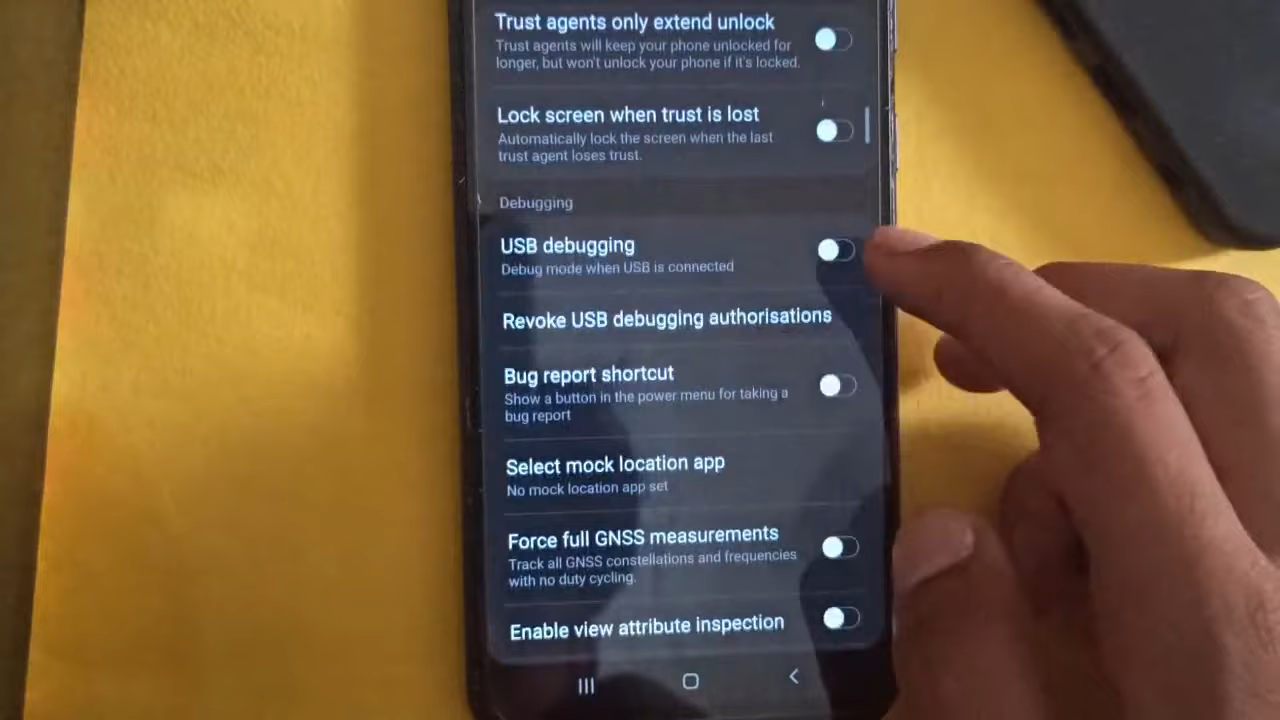 Trust agents only extend unlock
Trust agents will keep your phone unlocked for
longer, but won't unlock your phone if it's locked.
Lock screen when trust is lost
Automatically lock the screen when the last
trust agent loses trust.
Debugging
USB debugging
Debug mode when USB is connected
Revoke USB debugging authorisations
Bug report shortcut
Show a button in the power menu for taking a
bug report
Select mock location app
No mock location app set
Force full GNSS measurements
Track all GNSS constellations and frequencies
with no duty cycling.
Enable view attribute inspection